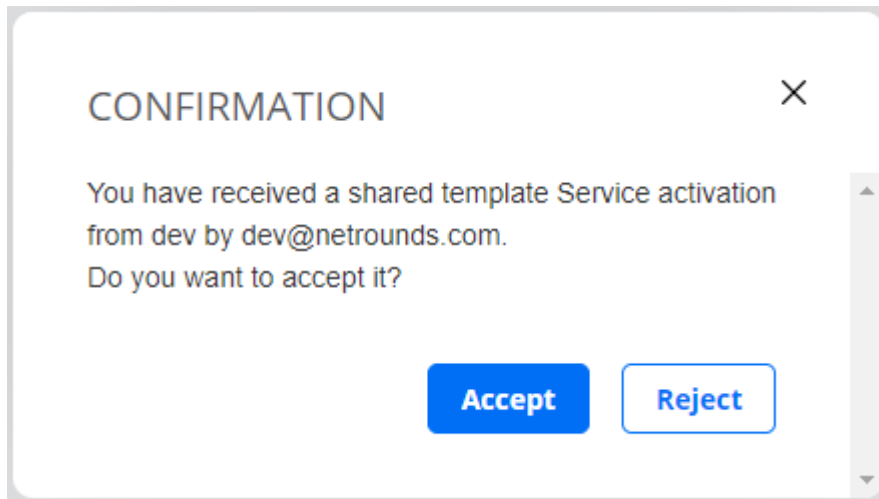 CONFIRMATION
You have received a shared template Service activation
from dev by dev@netrounds.com.
Do you want to accept it?
Accept
Reject